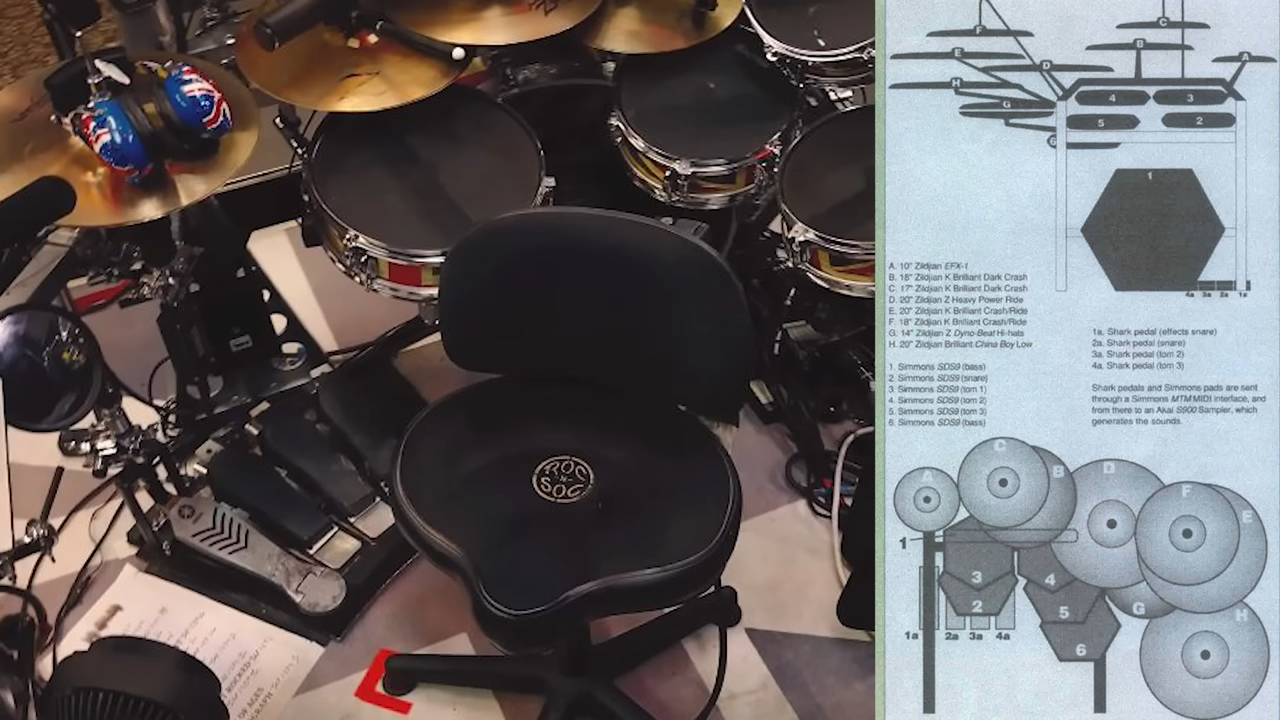 ROC
-N-
SOC
F
E
H
D
G
C
B
A
4
3
5
2
6
1
4a 3a 2a 1a
A. 10" Zildjian EFX-1
B. 18" Zildjian K Brilliant Dark Crash
C. 17" Zildjian K Brilliant Dark Crash
D. 20" Zildjian Z Heavy Power Ride
E. 20" Zildjian K Brilliant Crash/Ride
F. 18" Zildjian K Brilliant Crash/Ride
G. 14" Zildjian Z Dyno-Beat Hi-hats
H. 20" Zildjian Brilliant China Boy Low
1. Simmons SDS9 (bass)
2. Simmons SDS9 (snare)
3. Simmons SDS9 (tom 1)
4. Simmons SDS9 (tom 2)
5. Simmons SDS9 (tom 3)
6. Simmons SDS9 (bass)
1a. Shark pedal (effects snare)
2a. Shark pedal (snare)
3a. Shark pedal (tom 2)
4a. Shark pedal (tom 3)
Shark pedals and Simmons pads are sent
through a Simmons MTM MIDI interface, and
from there to an Akai S900 Sampler, which
generates the sounds.
A
C
B
D
F
E
1
3
2
4
5
6
G
H
1a 2a 3a 4a